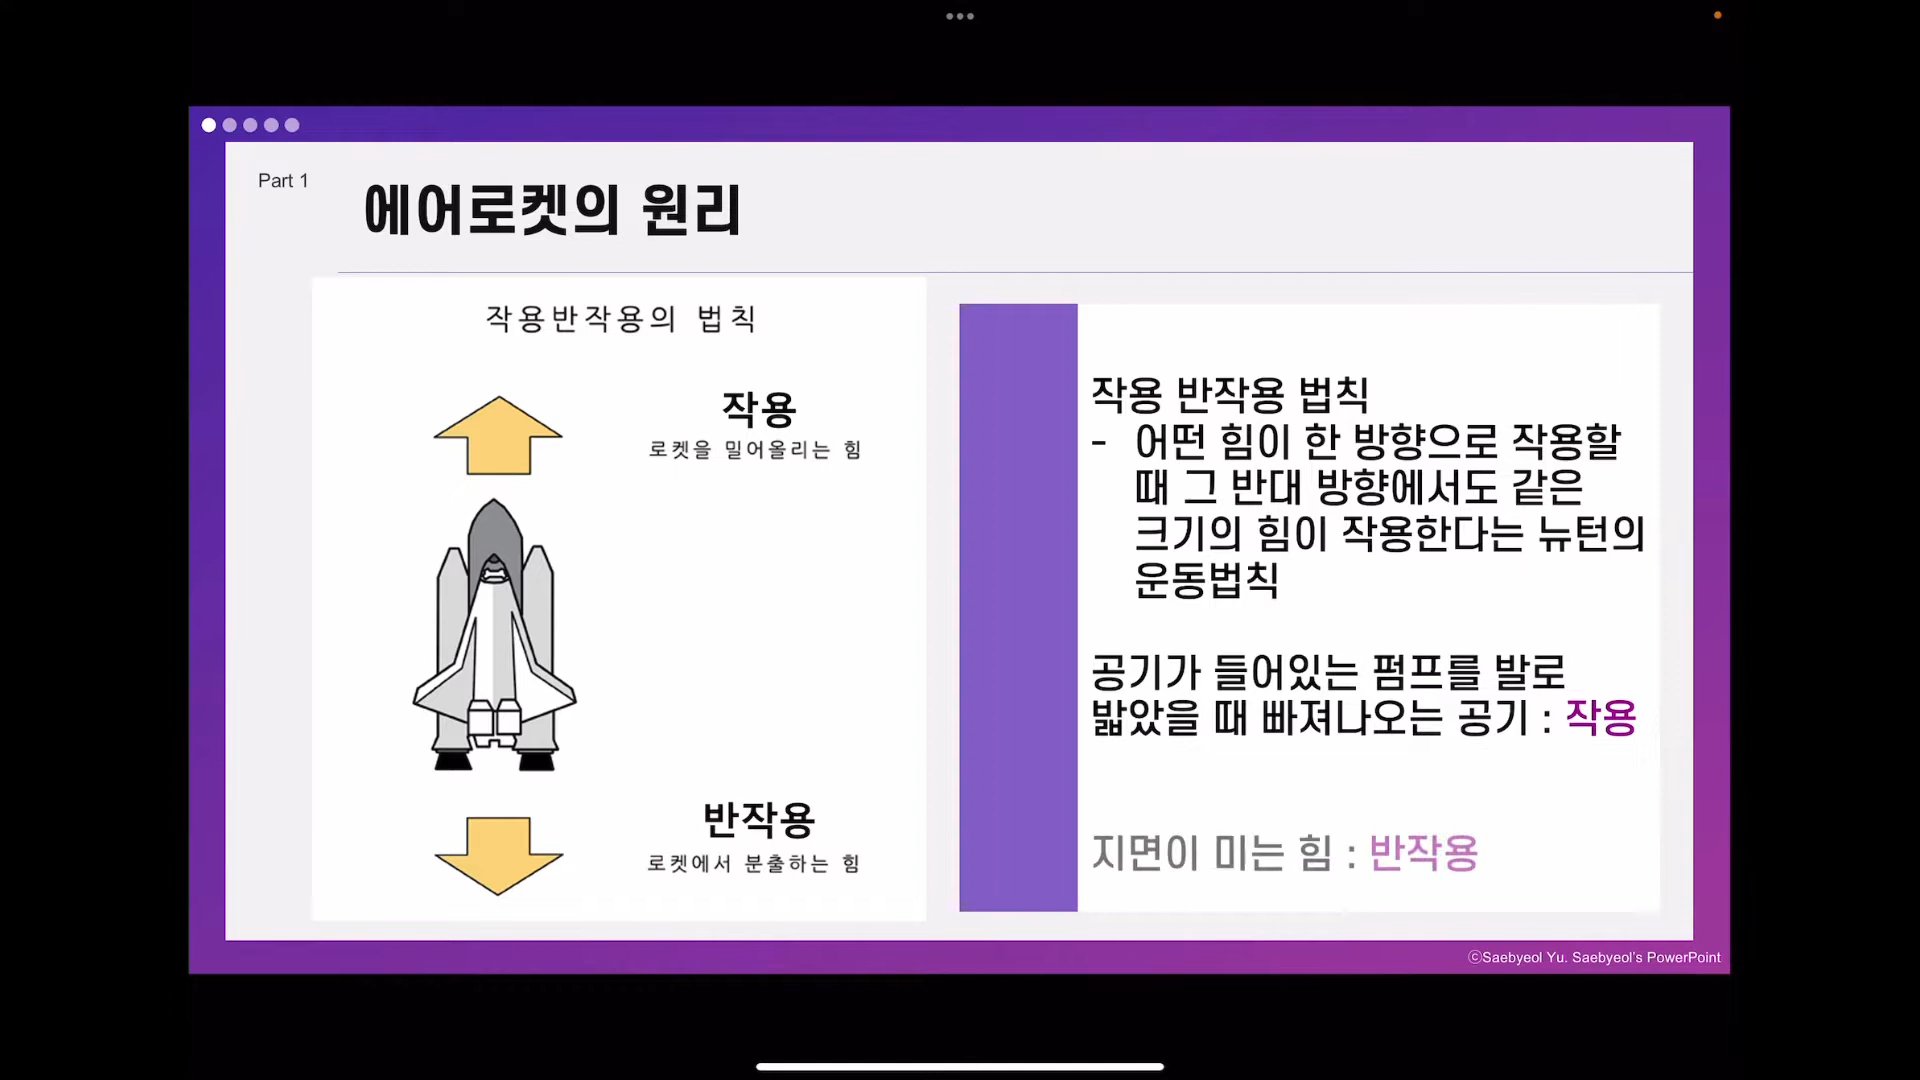 Part 1
에어로켓의 원리
작용반작용의 법칙
작용
로켓을 밀어올리는 힘
반작용
로켓에서 분출하는 힘
작용 반작용 법칙
- 어떤 힘이 한 방향으로 작용할
때 그 반대 방향에서도 같은
크기의 힘이 작용한다는 뉴턴의
운동법칙
공기가 들어있는 펌프를 발로
밟았을 때 빠져나오는 공기 : 작용
지면이 미는 힘 : 반작용
ⓒSaebyeol Yu. Saebyeol's PowerPoint